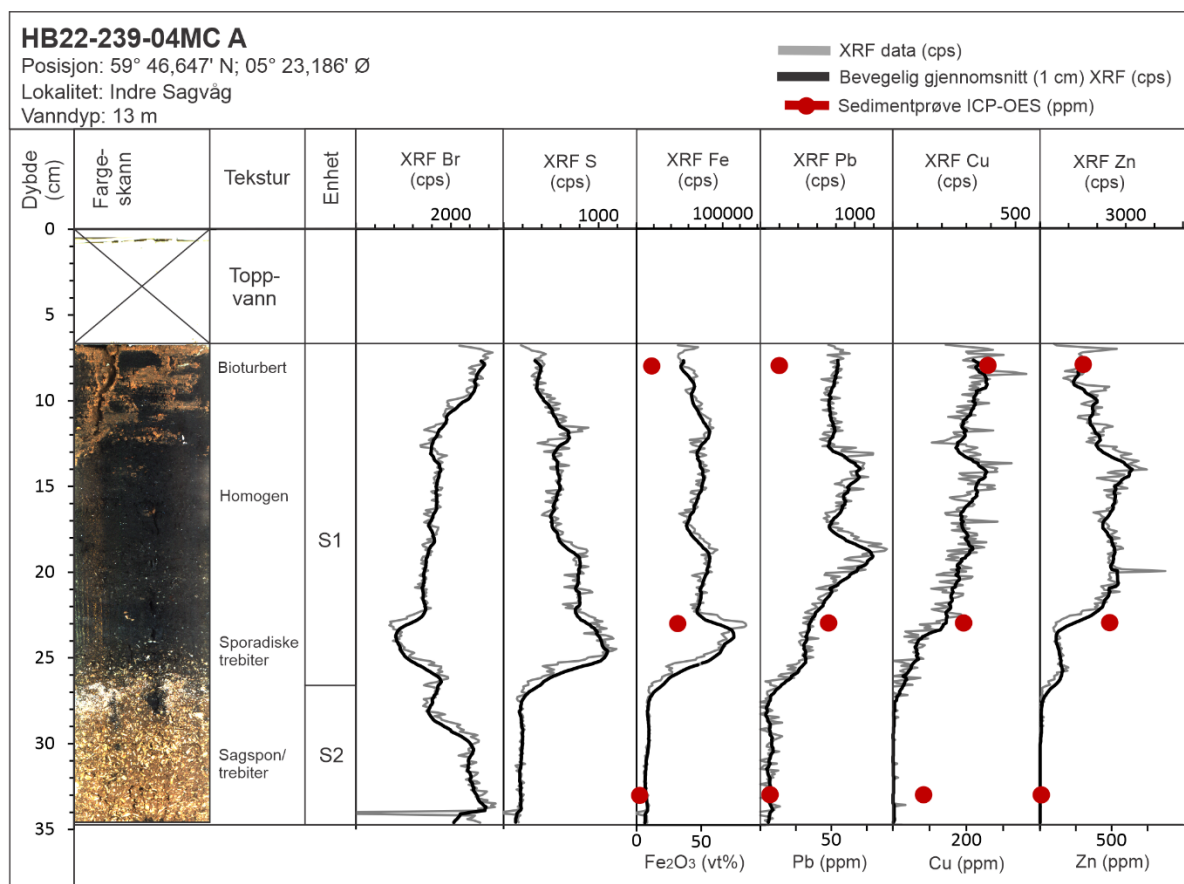 HB22-239-04MC A
Posisjon: 59° 46,647' N; 05° 23,186' Ø
Lokalitet: Indre Sagvåg
Vanndyp: 13 m
XRF data (cps)
Bevegelig gjennomsnitt (1 cm) XRF (cps)
Sedimentprøve ICP-OES (ppm)
Dybde
(cm)
Farge-
skann
Tekstur
Enhet
XRF Br
(cps)
2000
XRF S
(cps)
1000
XRF Fe
(cps)
100000
XRF Pb
(cps)
1000
XRF Cu
(cps)
500
XRF Zn
(cps)
3000
0
5
10
15
20
25
30
35
Topp-
vann
Bioturbert
Homogen
Sporadiske
trebiter
Sagspon/
trebiter
S1
S2
0 50
Fe2O3 (vt%)
50
Pb (ppm)
200
Cu (ppm)
500
Zn (ppm)